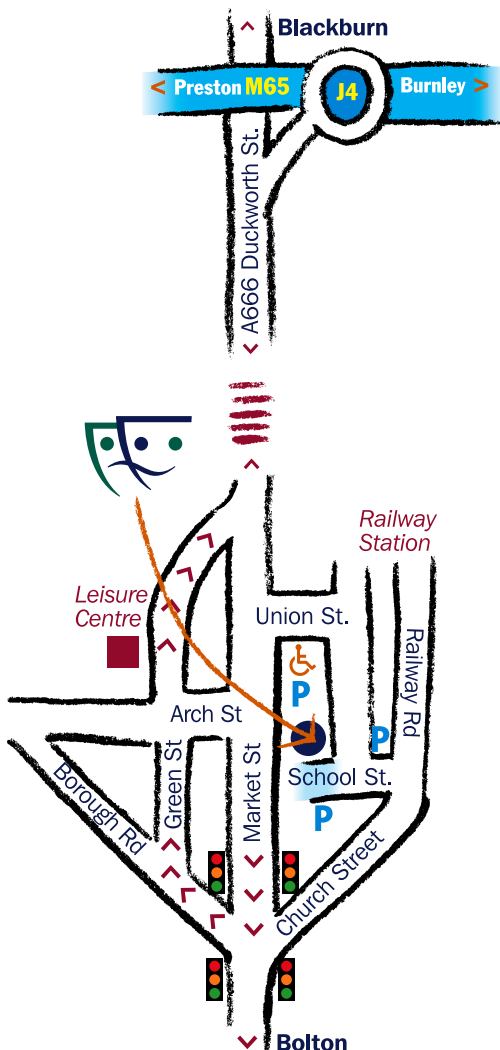 Blackburn
< Preston M65
J4
Burnley >
A666 Duckworth St.
Railway
Station
Leisure
Centre
Union St.
P
Railway Rd
Arch St
P
Green St
Market St
School St.
Borough Rd
P
Church Street
Bolton